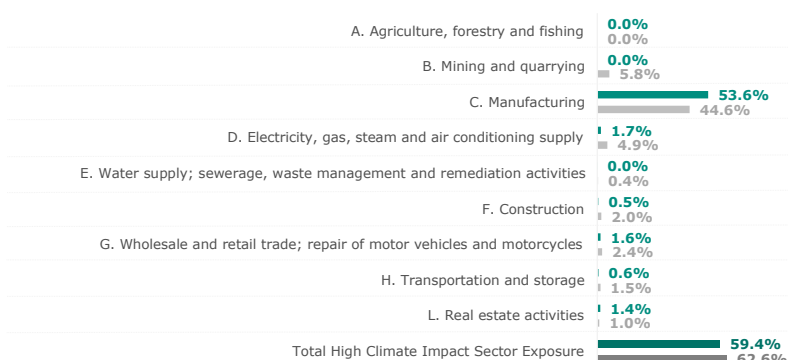 A. Agriculture, forestry and fishing 0.0%
0.0%
B. Mining and quarrying 0.0%
5.8%
C. Manufacturing 53.6%
44.6%
D. Electricity, gas, steam and air conditioning supply 1.7%
4.9%
E. Water supply; sewerage, waste management and remediation activities 0.0%
0.4%
F. Construction 0.5%
2.0%
G. Wholesale and retail trade; repair of motor vehicles and motorcycles 1.6%
2.4%
H. Transportation and storage 0.6%
1.5%
L. Real estate activities 1.4%
1.0%
Total High Climate Impact Sector Exposure 59.4%
62.6%